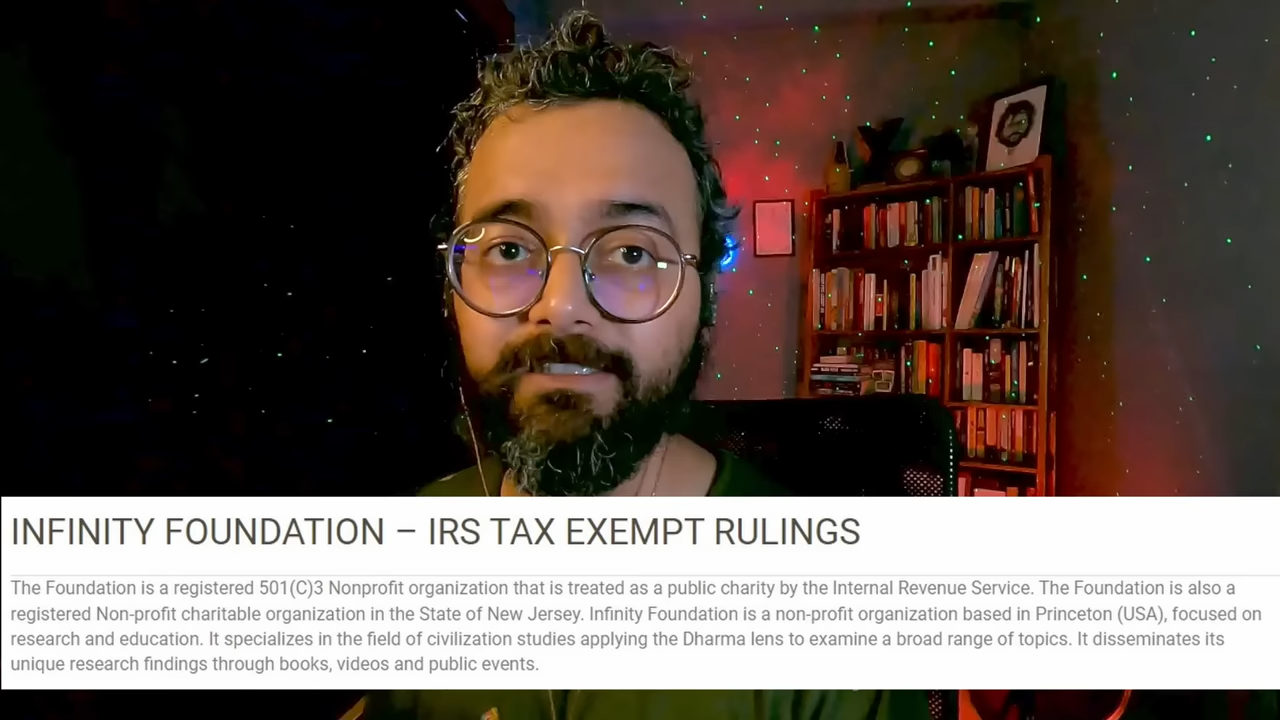 INFINITY FOUNDATION – IRS TAX EXEMPT RULINGS
The Foundation is a registered 501(C)3 Nonprofit organization that is treated as a public charity by the Internal Revenue Service. The Foundation is also a
registered Non-profit charitable organization in the State of New Jersey. Infinity Foundation is a non-profit organization based in Princeton (USA), focused on
research and education. It specializes in the field of civilization studies applying the Dharma lens to examine a broad range of topics. It disseminates its
unique research findings through books, videos and public events.